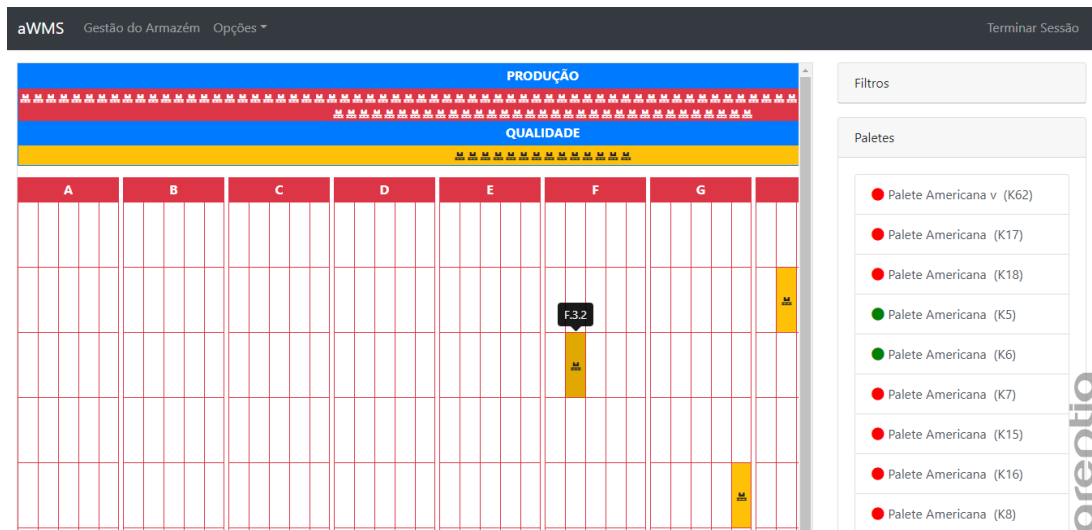 aWMS Gestão do Armazém Opções Terminar Sessão
PRODUÇÃO
QUALIDADE
A B C D E F G
F.3.2
Filtros
Paletes
Palete Americana v (K62)
Palete Americana (K17)
Palete Americana (K18)
Palete Americana (K5)
Palete Americana (K6)
Palete Americana (K7)
Palete Americana (K15)
Palete Americana (K16)
Palete Americana (K8)